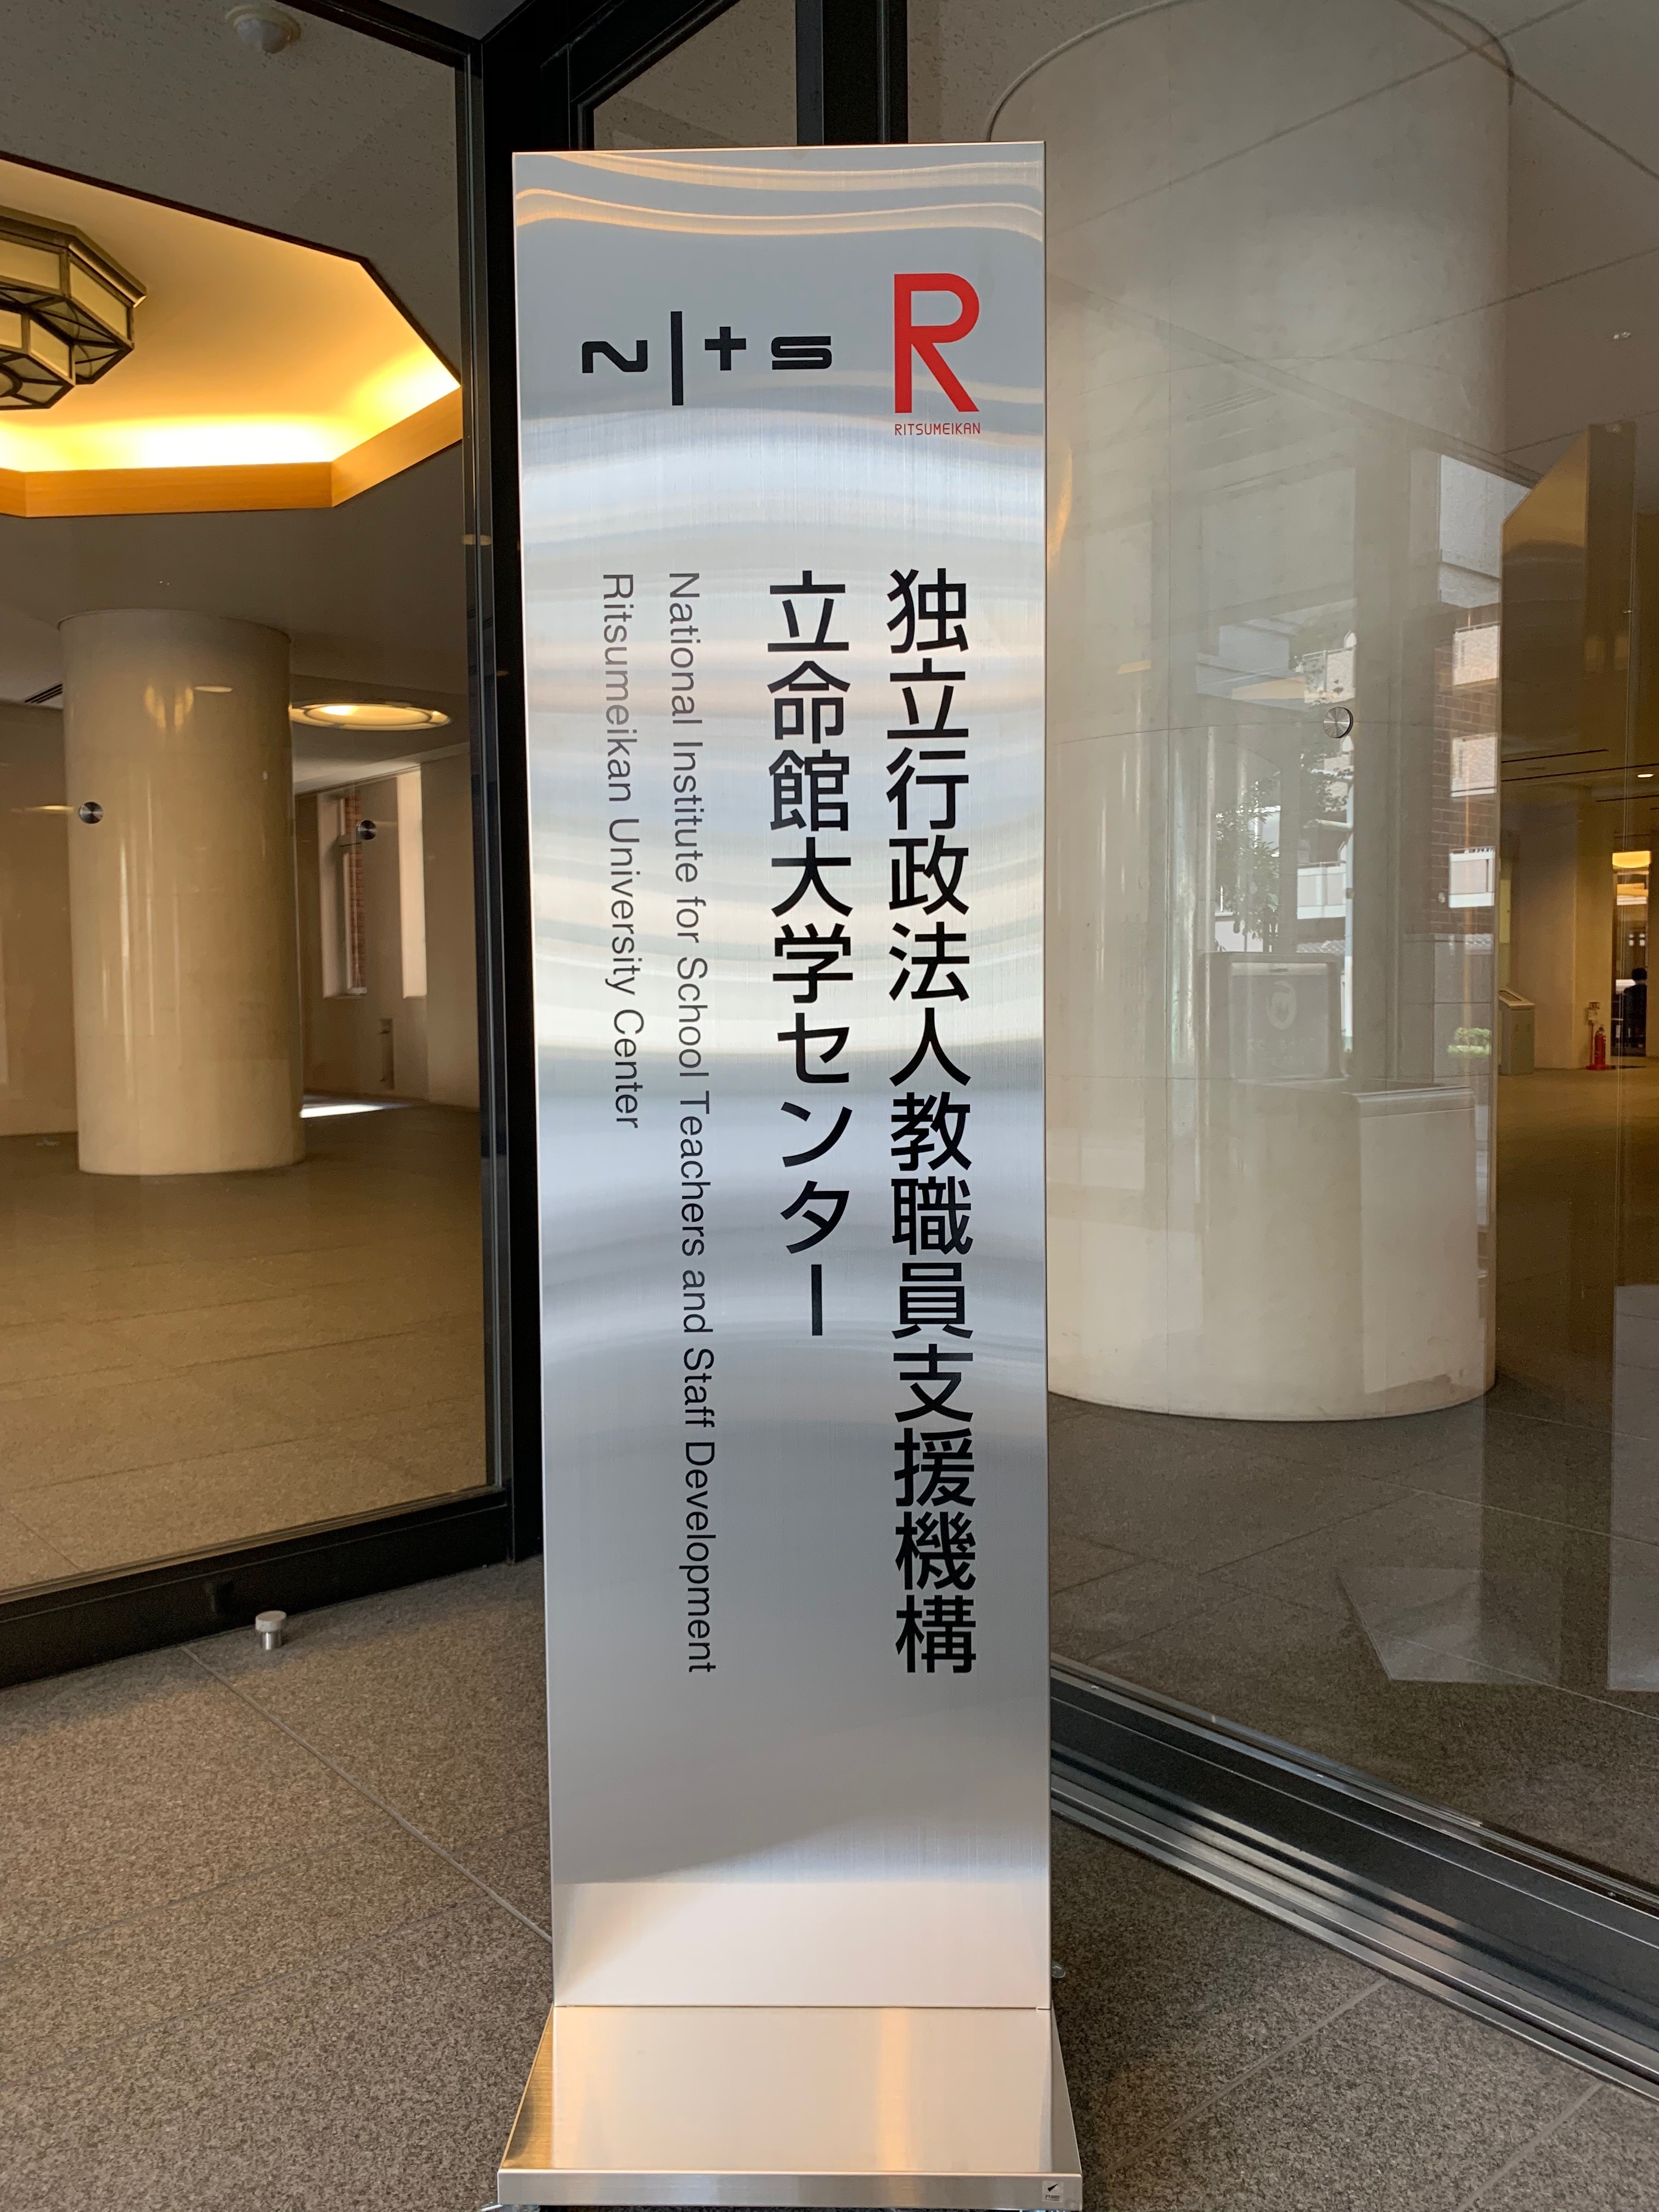 nits
R
RITSUMEIKAN
独立行政法人教職員支援機構
立命館大学センター
National Institute for School Teachers and Staff Development
Ritsumeikan University Center